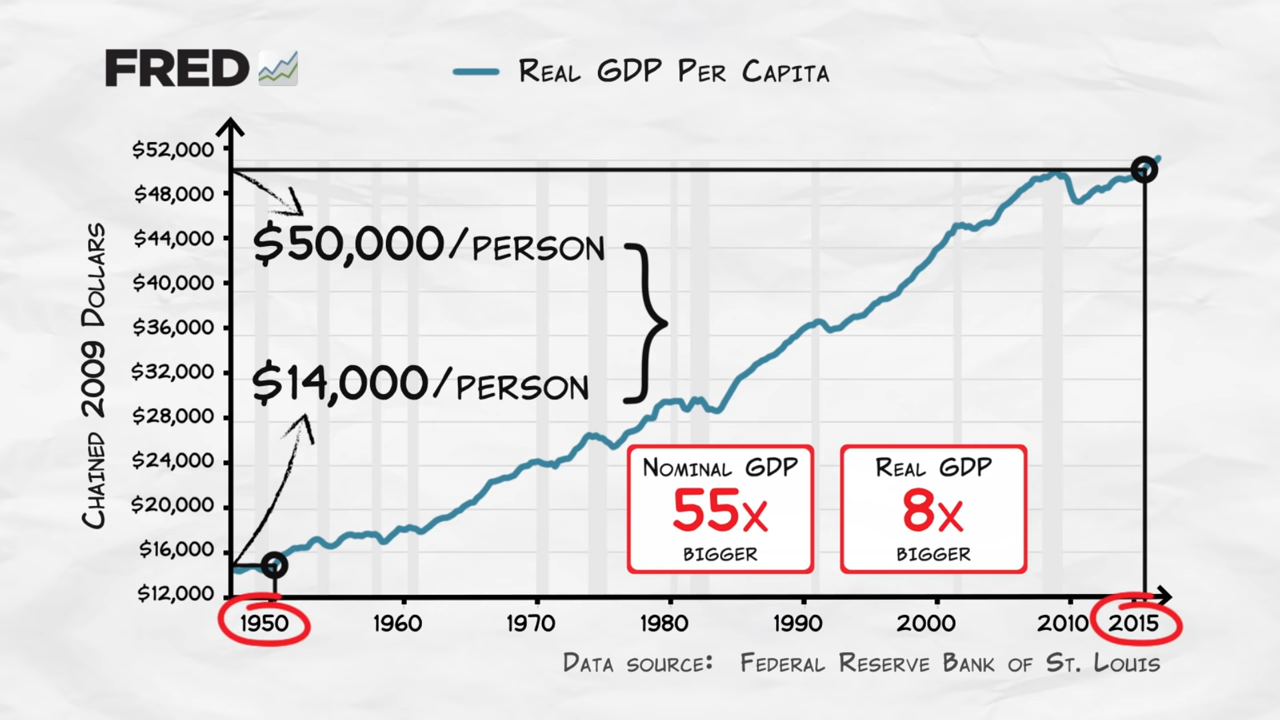 FRED
REAL GDP PER CAPITA
CHAINED 2009 DOLLARS
$52,000
$48,000
$44,000
$40,000
$36,000
$32,000
$28,000
$24,000
$20,000
$16,000
$12,000
$50,000/PERSON
$14,000/PERSON
NOMINAL GDP
55X
BIGGER
REAL GDP
8X
BIGGER
1950 1960 1970 1980 1990 2000 2010 2015
DATA SOURCE: FEDERAL RESERVE BANK OF ST. LOUIS